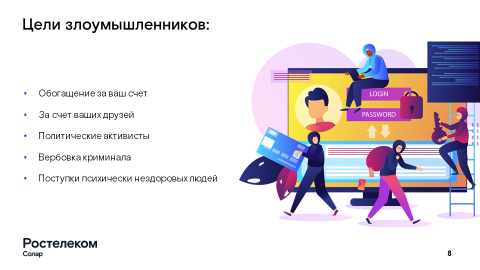 Цели злоумышленников:
• Обогащение за ваш счет
• За счет ваших друзей
• Политические активисты
• Вербовка криминала
• Поступки психически нездоровых людей
LOGIN
PASSWORD
Ростелеком
Солар
8